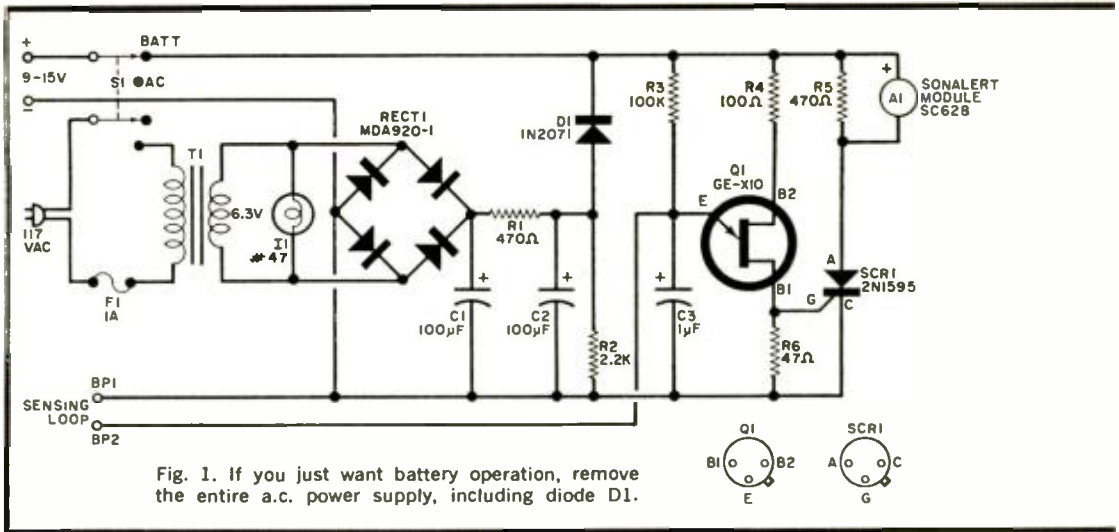 +
BATT
9-15V
S1
AC
−
RECT1
MDA920-1
T1
6.3V
I1
#47
117
VAC
F1
1A
D1
1N2071
R1
470Ω
+
C1
100µF
+
C2
100µF
R2
2.2K
R3
100K
+
C3
1µF
R4
100Ω
R5
470Ω
+
A1
SONALERT
MODULE
SC628
Q1
GE-X10
E
B2
B1
A
G
C
SCR1
2N1595
R6
47Ω
BP1
SENSING
LOOP
BP2
Q1
B1
B2
E
SCR1
A
C
G
Fig. 1. If you just want battery operation, remove
the entire a.c. power supply, including diode D1.